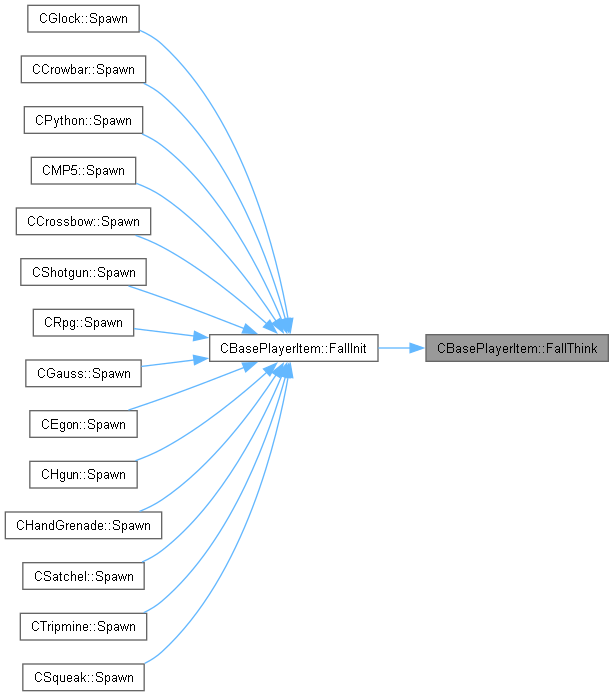 CGlock::Spawn
CCrowbar::Spawn
CPython::Spawn
CMP5::Spawn
CCrossbow::Spawn
CShotgun::Spawn
CRpg::Spawn
CBasePlayerItem::FallInit
CBasePlayerItem::FallThink
CGauss::Spawn
CEgon::Spawn
CHgun::Spawn
CHandGrenade::Spawn
CSatchel::Spawn
CTripmine::Spawn
CSqueak::Spawn